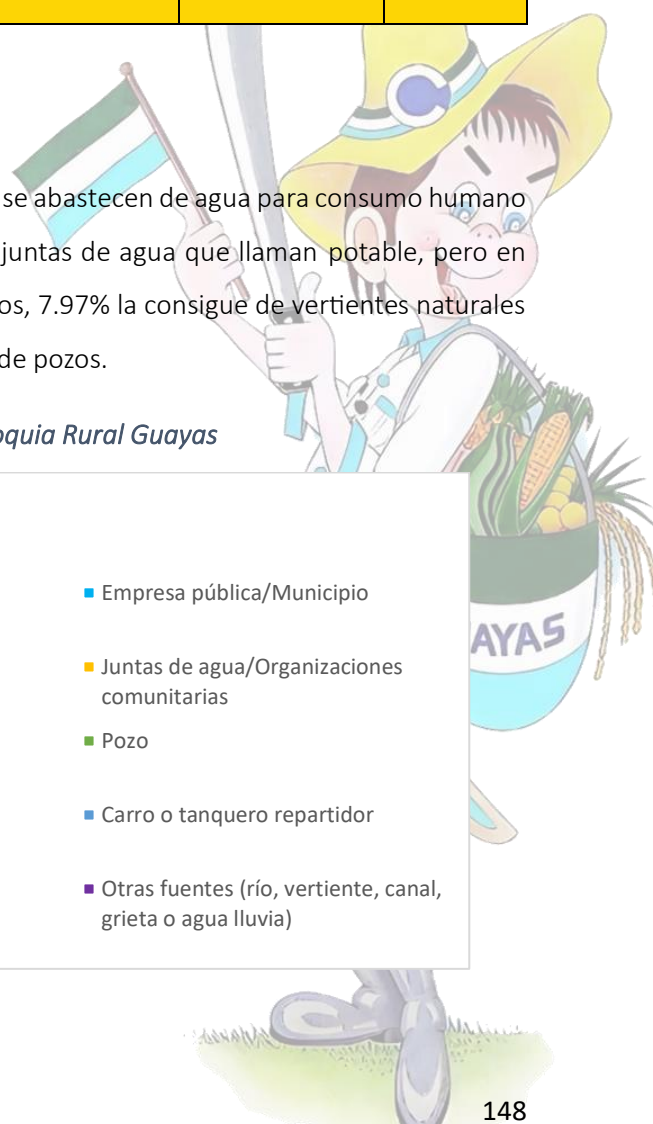 se abastecen de agua para consumo humano
juntas de agua que llaman potable, pero en
os, 7.97% la consigue de vertientes naturales
de pozos.
oquia Rural Guayas
Empresa pública/Municipio
Juntas de agua/Organizaciones
comunitarias
Pozo
Carro o tanquero repartidor
Otras fuentes (río, vertiente, canal,
grieta o agua lluvia)
AYAS
148